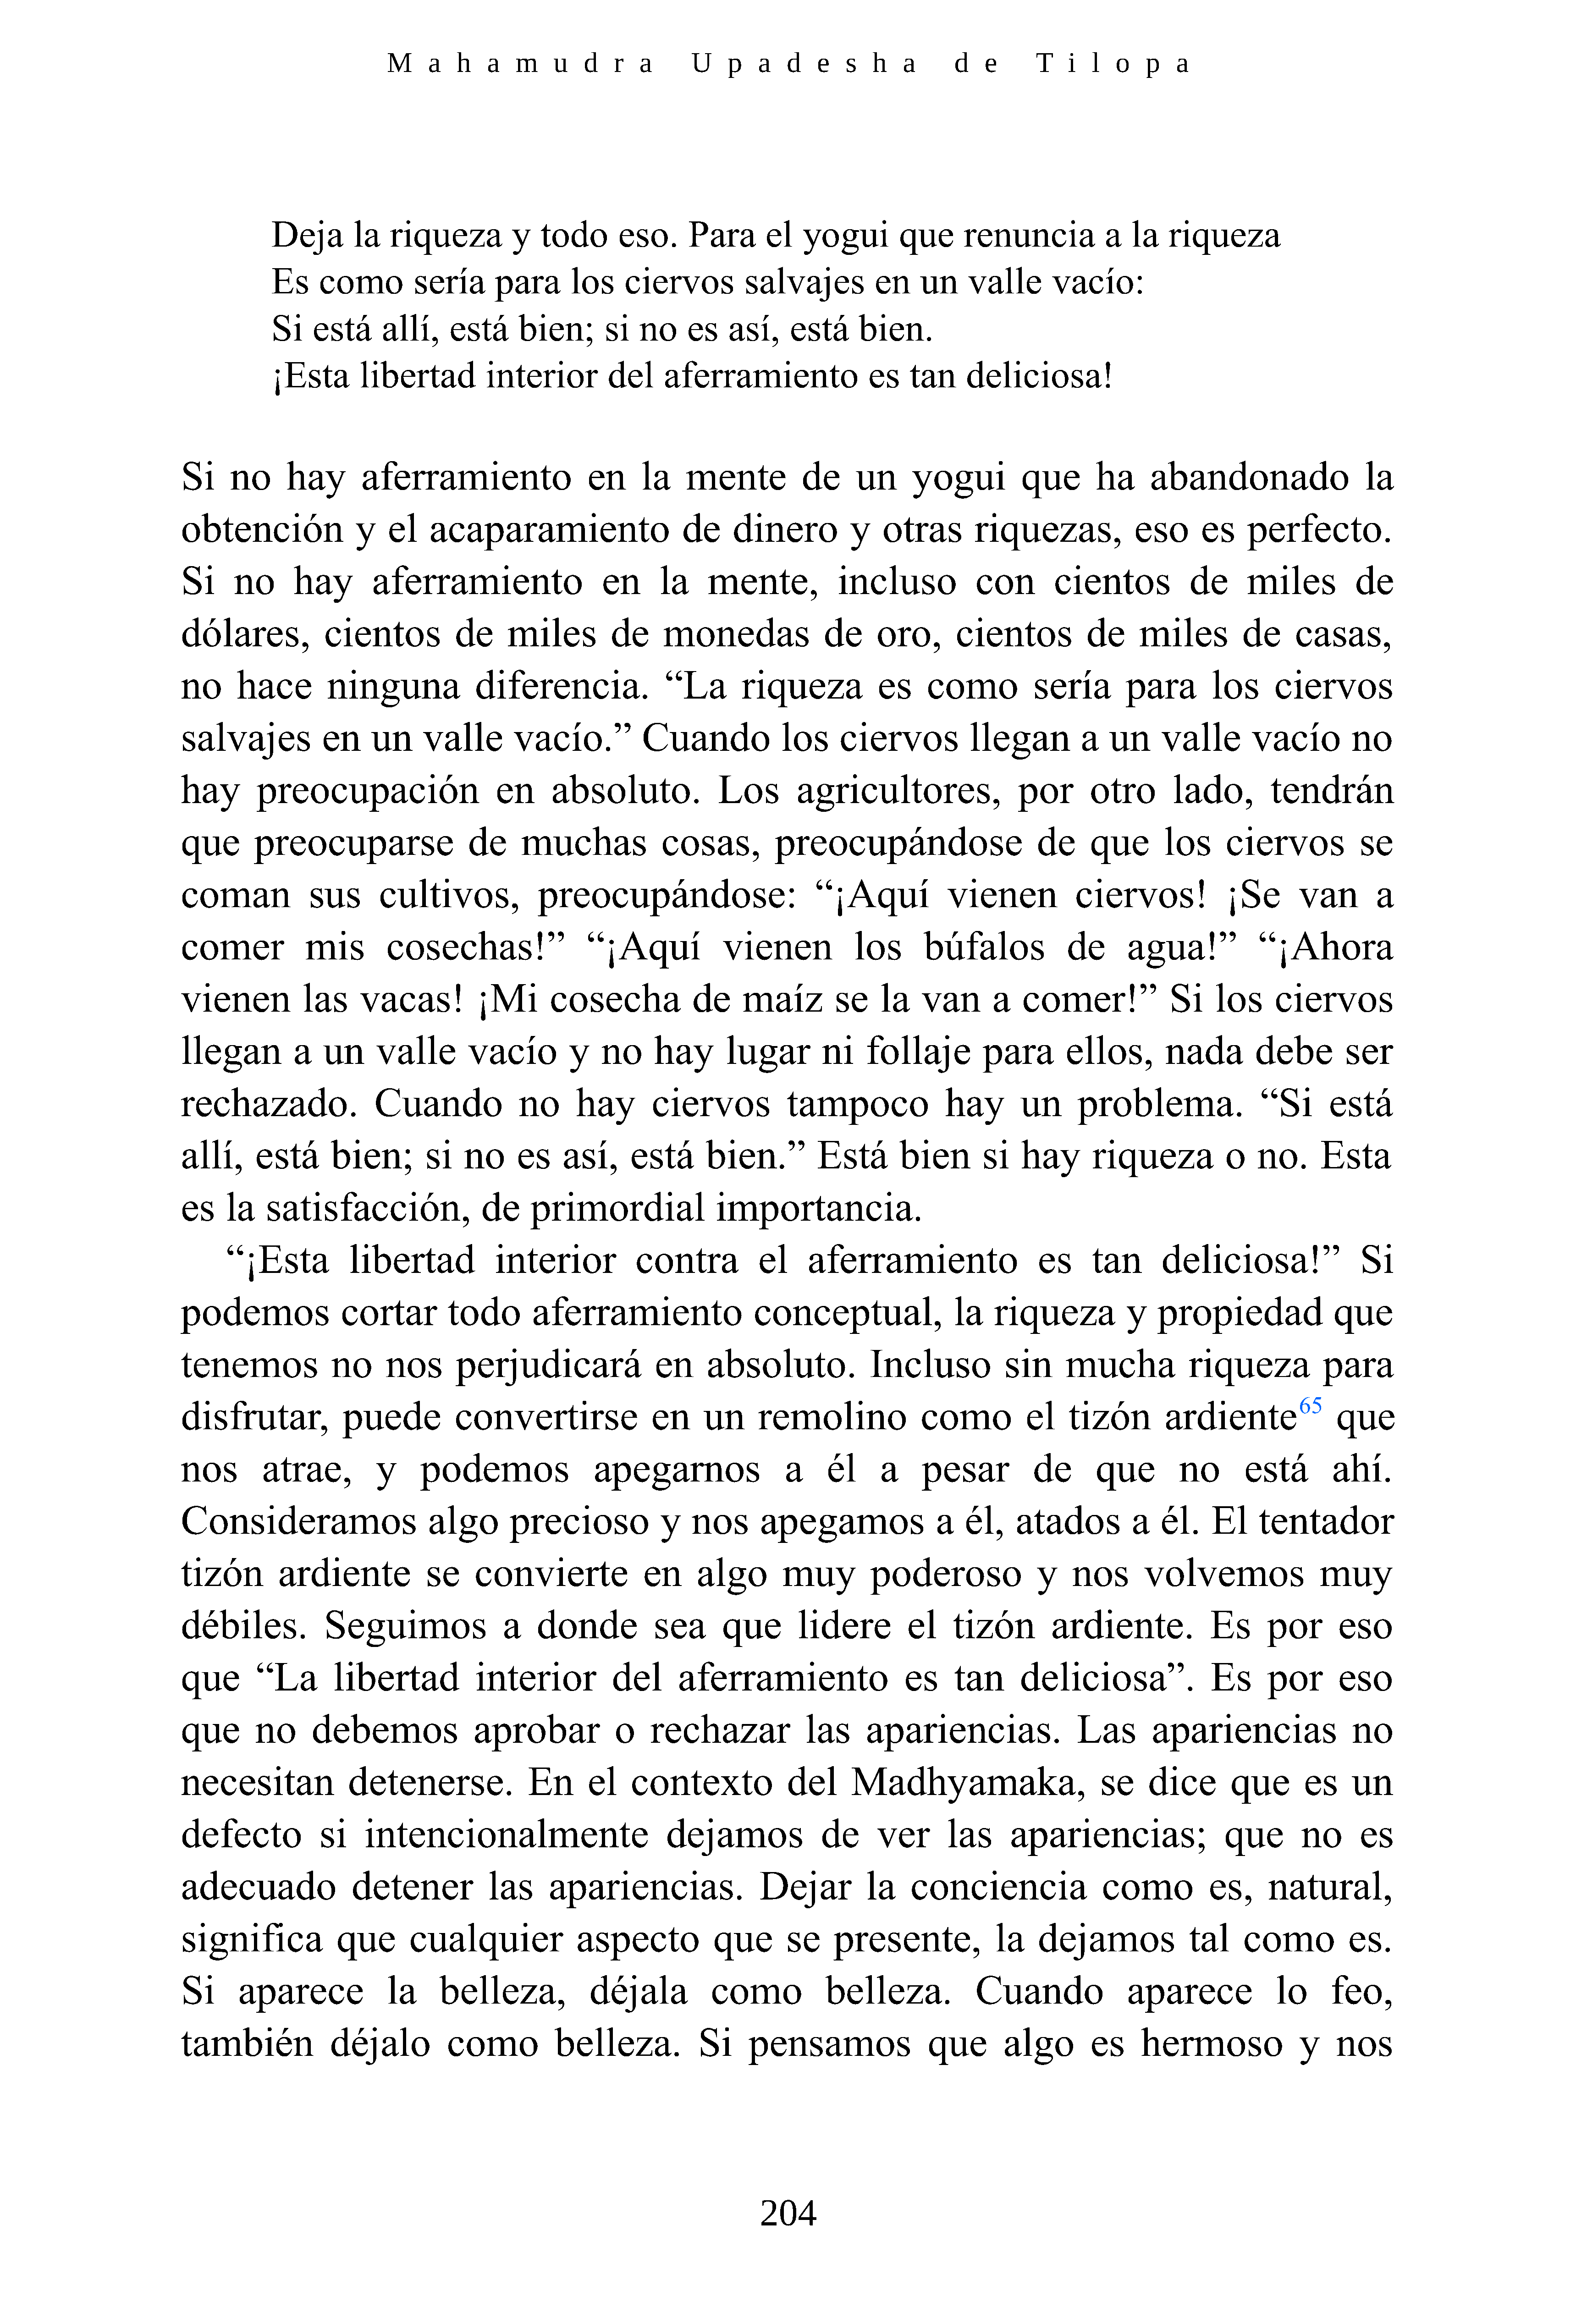 Mahamudra Upadesha de Tilopa
Deja la riqueza y todo eso. Para el yogui que renuncia a la riqueza
Es como sería para los ciervos salvajes en un valle vacío:
Si está allí, está bien; si no es así, está bien.
¡Esta libertad interior del aferramiento es tan deliciosa!
Si no hay aferramiento en la mente de un yogui que ha abandonado la
obtención y el acaparamiento de dinero y otras riquezas, eso es perfecto.
Si no hay aferramiento en la mente, incluso con cientos de miles de
dólares, cientos de miles de monedas de oro, cientos de miles de casas,
no hace ninguna diferencia. “La riqueza es como sería para los ciervos
salvajes en un valle vacío.” Cuando los ciervos llegan a un valle vacío no
hay preocupación en absoluto. Los agricultores, por otro lado, tendrán
que preocuparse de muchas cosas, preocupándose de que los ciervos se
coman sus cultivos, preocupándose: “¡Aquí vienen ciervos! ¡Se van a
comer mis cosechas!” “¡Aquí vienen los búfalos de agua!” “¡Ahora
vienen las vacas! ¡Mi cosecha de maíz se la van a comer!” Si los ciervos
llegan a un valle vacío y no hay lugar ni follaje para ellos, nada debe ser
rechazado. Cuando no hay ciervos tampoco hay un problema. “Si está
allí, está bien; si no es así, está bien.” Está bien si hay riqueza o no. Esta
es la satisfacción, de primordial importancia.
“¡Esta libertad interior contra el aferramiento es tan deliciosa!” Si
podemos cortar todo aferramiento conceptual, la riqueza y propiedad que
tenemos no nos perjudicará en absoluto. Incluso sin mucha riqueza para
disfrutar, puede convertirse en un remolino como el tizón ardiente65 que
nos atrae, y podemos apegarnos a él a pesar de que no está ahí.
Consideramos algo precioso y nos apegamos a él, atados a él. El tentador
tizón ardiente se convierte en algo muy poderoso y nos volvemos muy
débiles. Seguimos a donde sea que lidere el tizón ardiente. Es por eso
que “La libertad interior del aferramiento es tan deliciosa”. Es por eso
que no debemos aprobar o rechazar las apariencias. Las apariencias no
necesitan detenerse. En el contexto del Madhyamaka, se dice que es un
defecto si intencionalmente dejamos de ver las apariencias; que no es
adecuado detener las apariencias. Dejar la conciencia como es, natural,
significa que cualquier aspecto que se presente, la dejamos tal como es.
Si aparece la belleza, déjala como belleza. Cuando aparece lo feo,
también déjalo como belleza. Si pensamos que algo es hermoso y nos
204